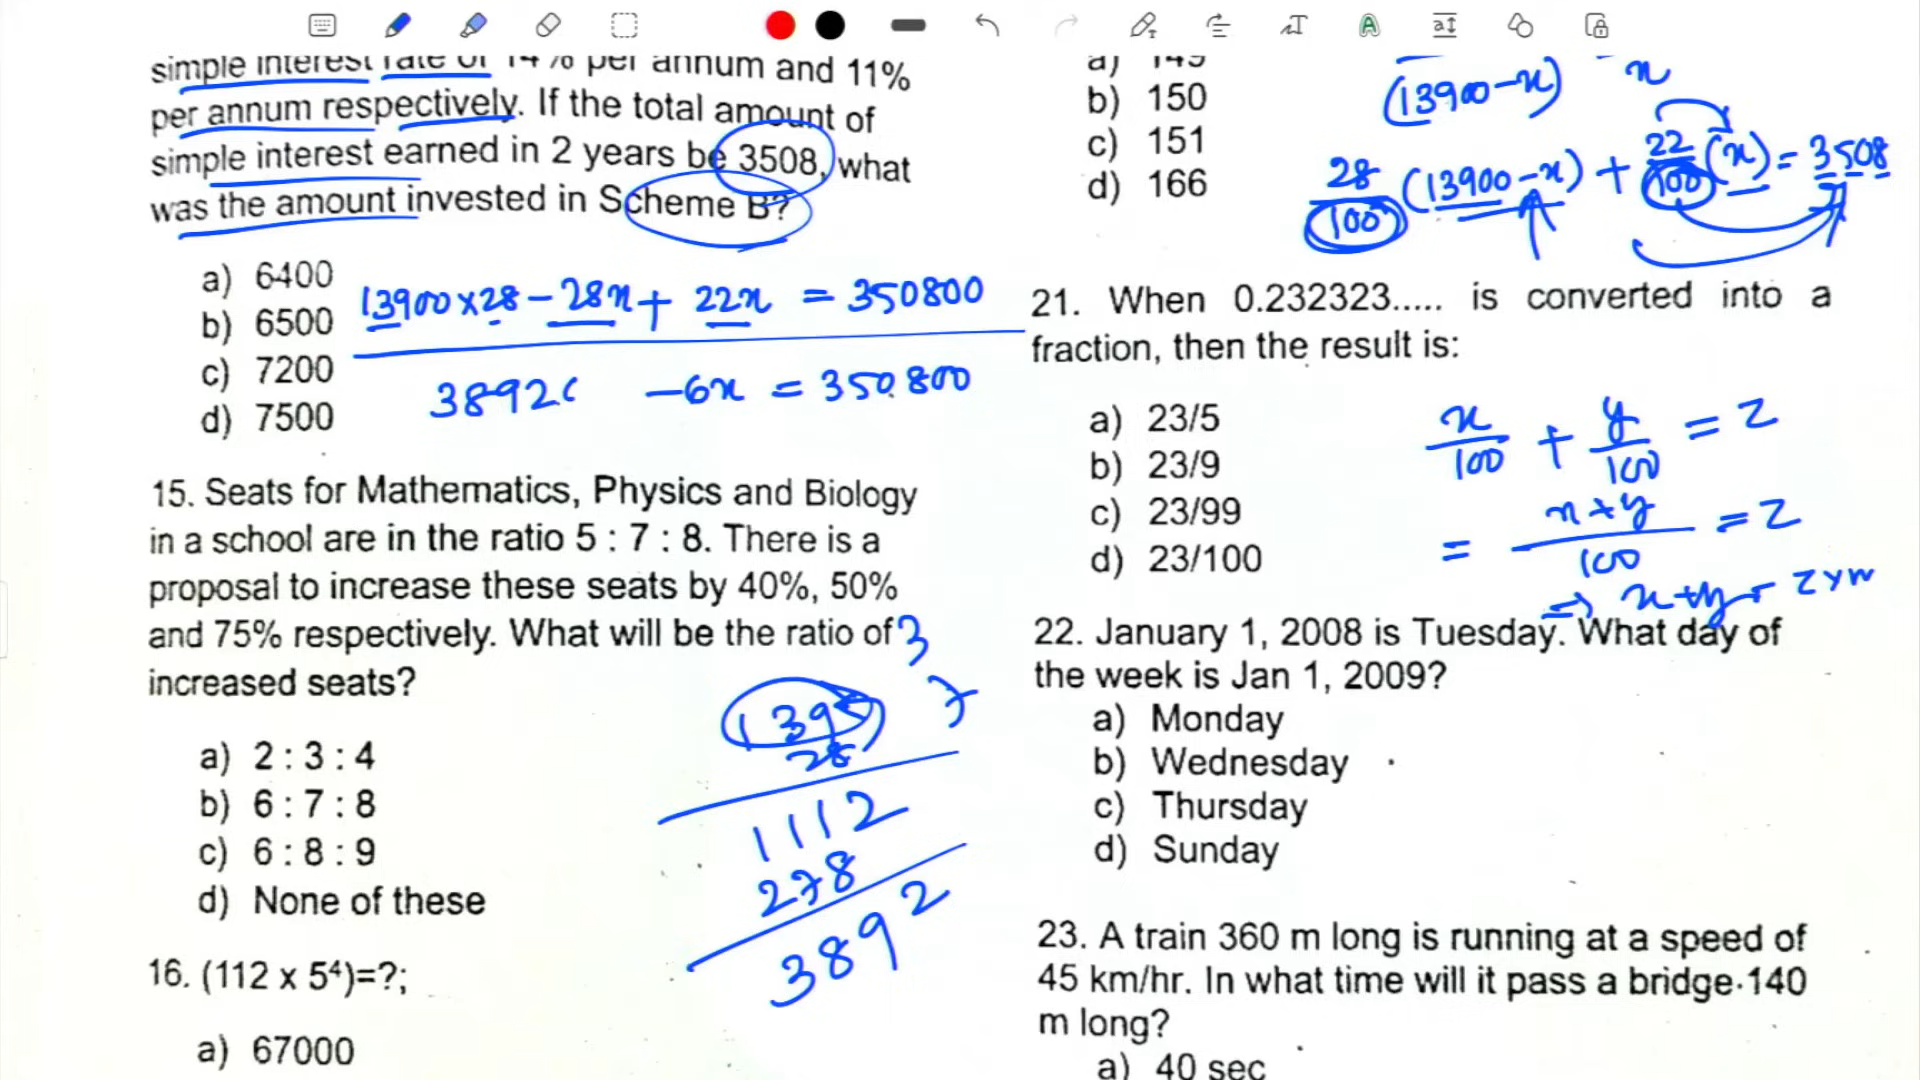 simple interest rate of 14% per annum and 11%
per annum respectively. If the total amount of
simple interest earned in 2 years be 3508, what
was the amount invested in Scheme B?
a) 6400
b) 6500
c) 7200
d) 7500
13900×28 - 28x + 22x = 350800
3892 -6x = 350800
15. Seats for Mathematics, Physics and Biology
in a school are in the ratio 5 : 7 : 8. There is a
proposal to increase these seats by 40%, 50%
and 75% respectively. What will be the ratio of
increased seats?
3
7
139
28
1112
278
3892
a) 2 : 3 : 4
b) 6 : 7 : 8
c) 6 : 8 : 9
d) None of these
16. (112 x 5⁴)=?;
a) 67000
a) 149
b) 150
c) 151
d) 166
(13900-x) x
28/100 (13900-x) + 22/100 (x) = 3508
21. When 0.232323..... is converted into a
fraction, then the result is:
a) 23/5
b) 23/9
c) 23/99
d) 23/100
x/100 + y/100 = z
= x+y/100 = z
⇒ x+y = z×
22. January 1, 2008 is Tuesday. What day of
the week is Jan 1, 2009?
a) Monday
b) Wednesday
c) Thursday
d) Sunday
23. A train 360 m long is running at a speed of
45 km/hr. In what time will it pass a bridge 140
m long?
a) 40 sec